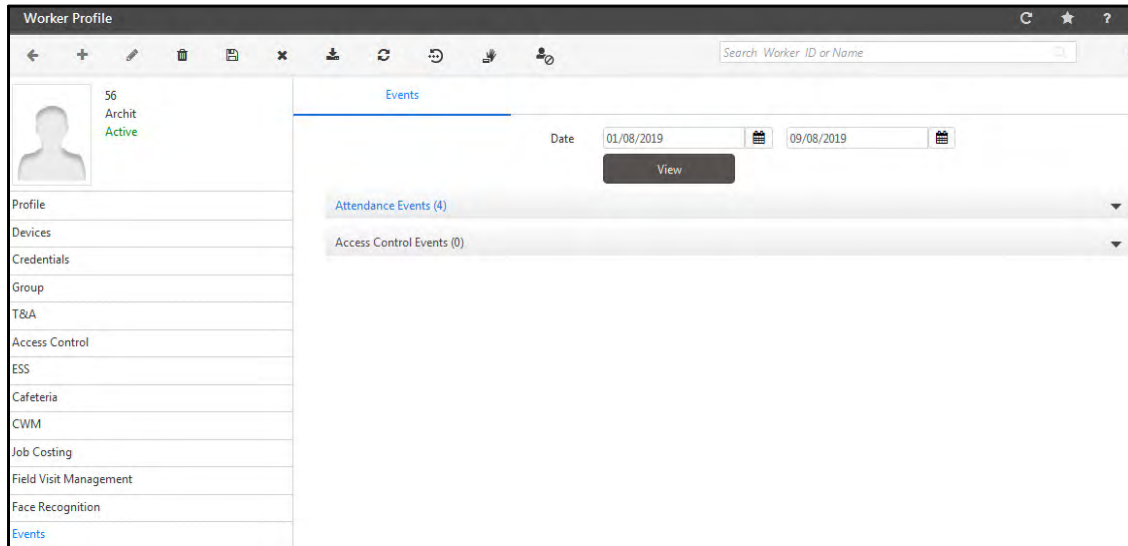 Worker Profile
?
Search Worker ID or Name
56
Archit
Active
Events
Date 01/08/2019 09/08/2019
View
Profile
Attendance Events (4)
Devices
Access Control Events (0)
Credentials
Group
T&A
Access Control
ESS
Cafeteria
CWM
Job Costing
Field Visit Management
Face Recognition
Events